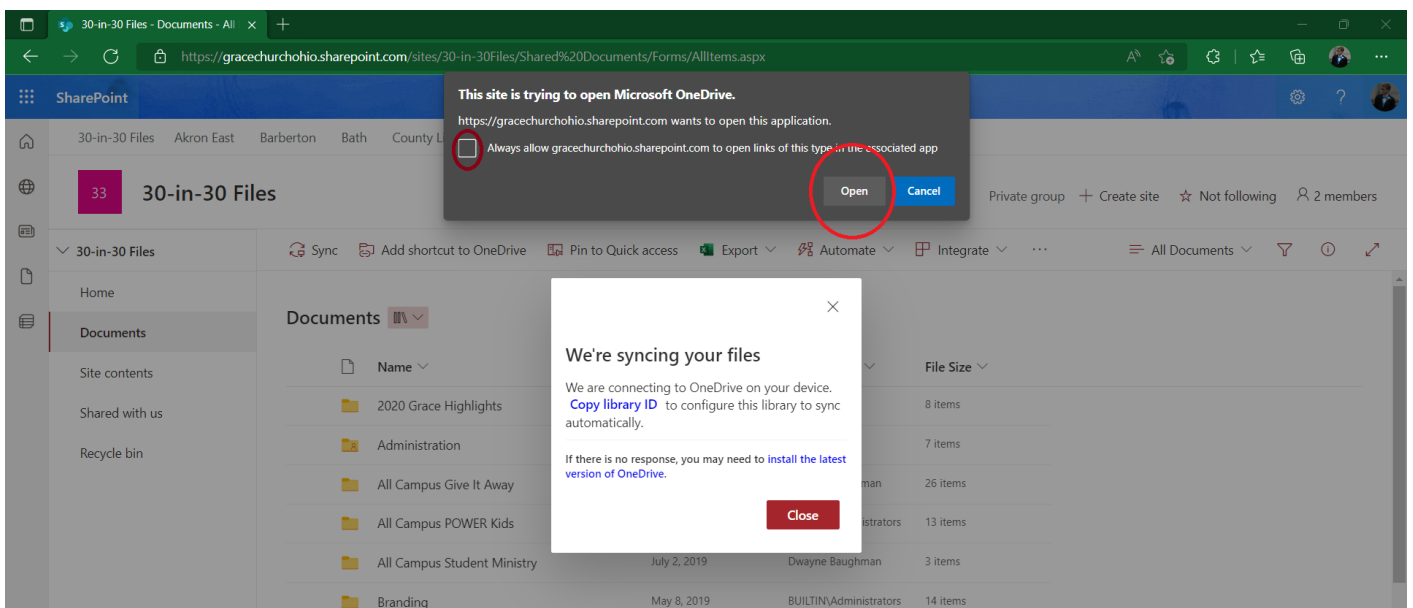 30-in-30 Files - Documents - All
https://gracechurchohio.sharepoint.com/sites/30-in-30Files/Shared%20Documents/Forms/AllItems.aspx
SharePoint
This site is trying to open Microsoft OneDrive.
https://gracechurchohio.sharepoint.com wants to open this application.
Always allow gracechurchohio.sharepoint.com to open links of this type in the associated app
Open Cancel
30-in-30 Files Akron East Barberton Bath County
33 30-in-30 Files
Private group + Create site Not following 2 members
30-in-30 Files
Sync Add shortcut to OneDrive Pin to Quick access Export Automate Integrate ... All Documents
Home
Documents
Site contents
Shared with us
Recycle bin
Documents
Name File Size
2020 Grace Highlights 8 items
Administration 7 items
All Campus Give It Away 26 items
All Campus POWER Kids 13 items
All Campus Student Ministry July 2, 2019 Dwayne Baughman 3 items
Branding May 8, 2019 BUILTIN\Administrators 14 items
We're syncing your files
We are connecting to OneDrive on your device.
Copy library ID to configure this library to sync
automatically.
If there is no response, you may need to install the latest
version of OneDrive.
Close